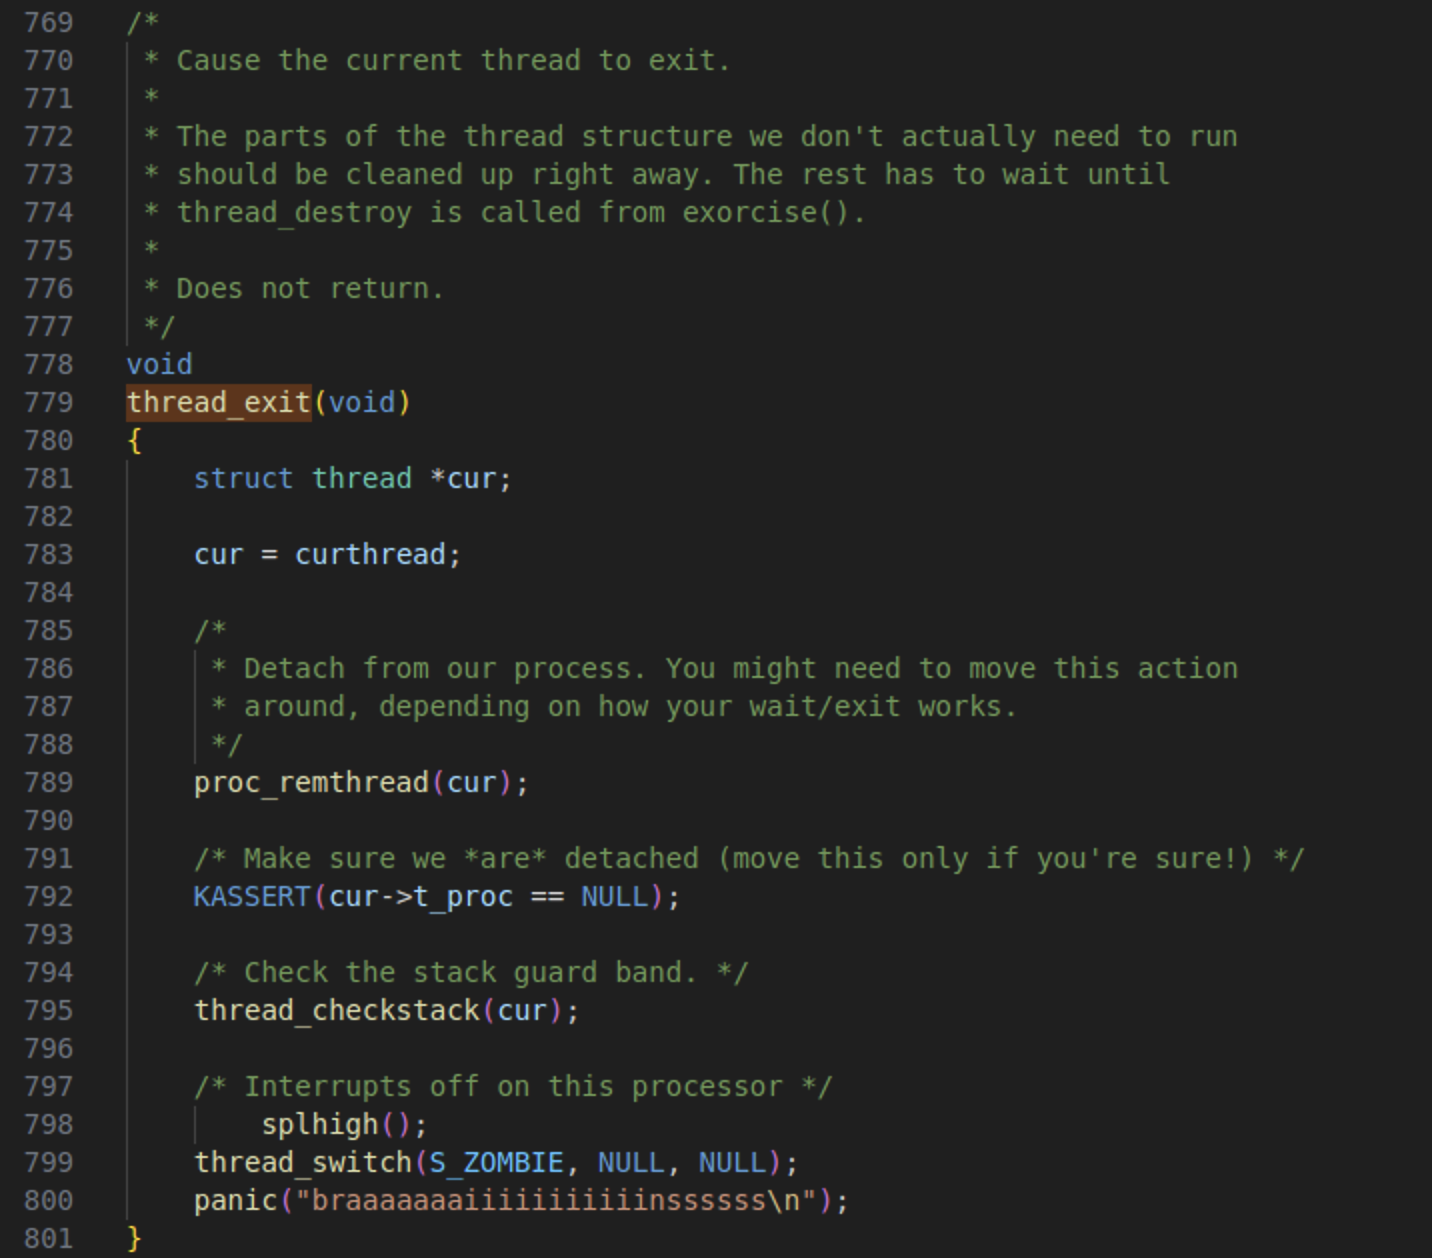 769 /*
770  * Cause the current thread to exit.
771  *
772  * The parts of the thread structure we don't actually need to run
773  * should be cleaned up right away. The rest has to wait until
774  * thread_destroy is called from exorcise().
775  *
776  * Does not return.
777  */
778 void
779 thread_exit(void)
780 {
781     struct thread *cur;
782
783     cur = curthread;
784
785     /*
786      * Detach from our process. You might need to move this action
787      * around, depending on how your wait/exit works.
788      */
789     proc_remthread(cur);
790
791     /* Make sure we *are* detached (move this only if you're sure!) */
792     KASSERT(cur->t_proc == NULL);
793
794     /* Check the stack guard band. */
795     thread_checkstack(cur);
796
797     /* Interrupts off on this processor */
798         splhigh();
799     thread_switch(S_ZOMBIE, NULL, NULL);
800     panic("braaaaaaaiiiiiiiiiiinssssss\n");
801 }